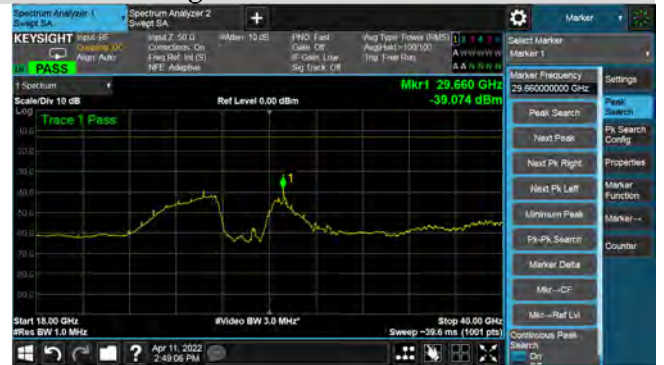 Spectrum Analyzer 1
Swept SA
Spectrum Analyzer 2
Swept SA
+
Marker
KEYSIGHT
Input: RF
Coupling: DC
Align: Auto
Input Z: 50 Ω
Corrections: On
Freq Ref: Int (S)
NFE: Adaptive
#Atten: 10 dB
PNO: Fast
Gate: Off
IF Gain: Low
Sig Track: Off
Avg Type: Power (RMS)
Avg|Hold:>100/100
Trig: Free Run
PASS
Select Marker
Marker 1
1 Spectrum
Mkr1 29.660 GHz
Scale/Div 10 dB
Ref Level 0.00 dBm
-39.074 dBm
Log
Trace 1 Pass
1
Marker Frequency
29.660000000 GHz
Settings
Peak Search
Peak
Search
Next Peak
Pk Search
Config
Next Pk Right
Properties
Next Pk Left
Marker
Function
Minimum Peak
Marker→
Pk-Pk Search
Counter
Marker Delta
Mkr→CF
Mkr→Ref Lvl
Continuous Peak
Search
On
Start 18.00 GHz
#Video BW 3.0 MHz*
Stop 40.00 GHz
#Res BW 1.0 MHz
Sweep ~39.6 ms (1001 pts)
?
Apr 11, 2022
2:49:06 PM